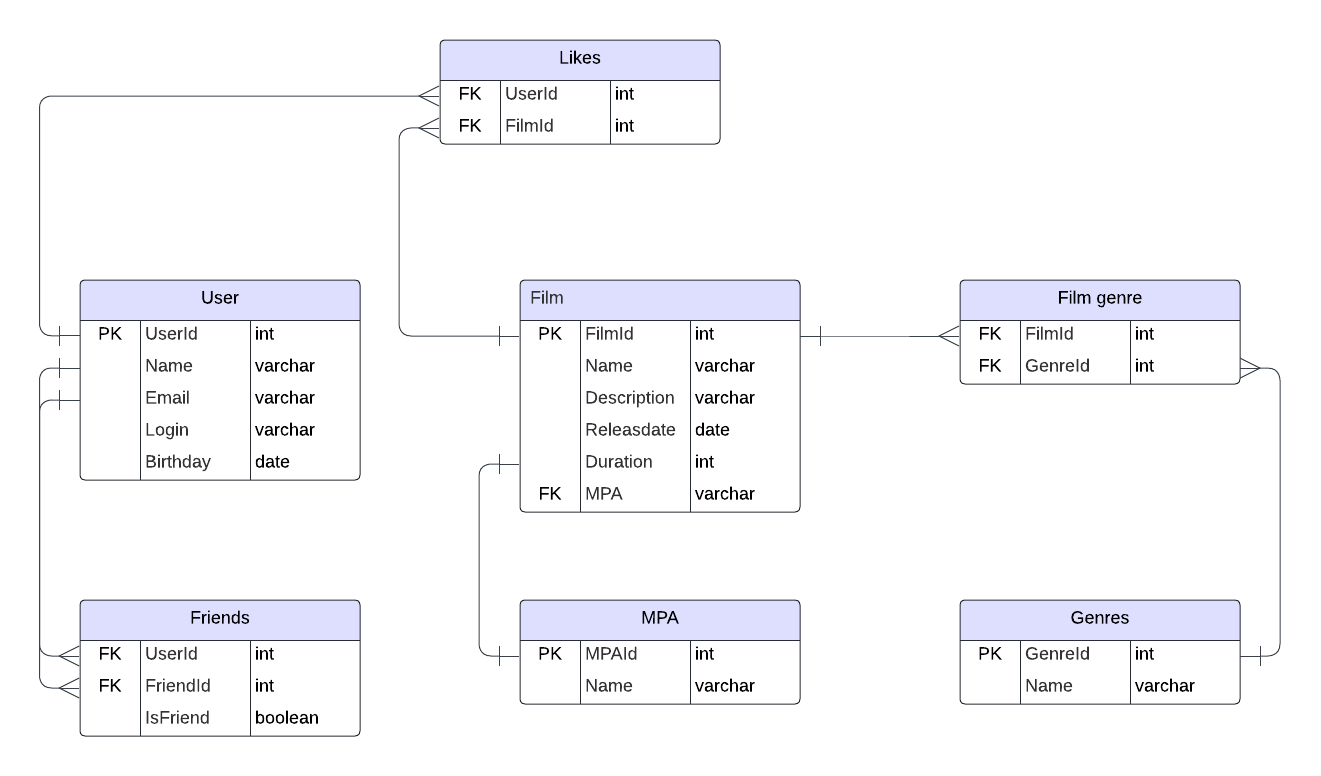 Likes
FK UserId int
FK FilmId int
User
PK UserId int
Name varchar
Email varchar
Login varchar
Birthday date
Film
PK FilmId int
Name varchar
Description varchar
Releasdate date
Duration int
FK MPA varchar
Film genre
FK FilmId int
FK GenreId int
Friends
FK UserId int
FK FriendId int
IsFriend boolean
MPA
PK MPAId int
Name varchar
Genres
PK GenreId int
Name varchar